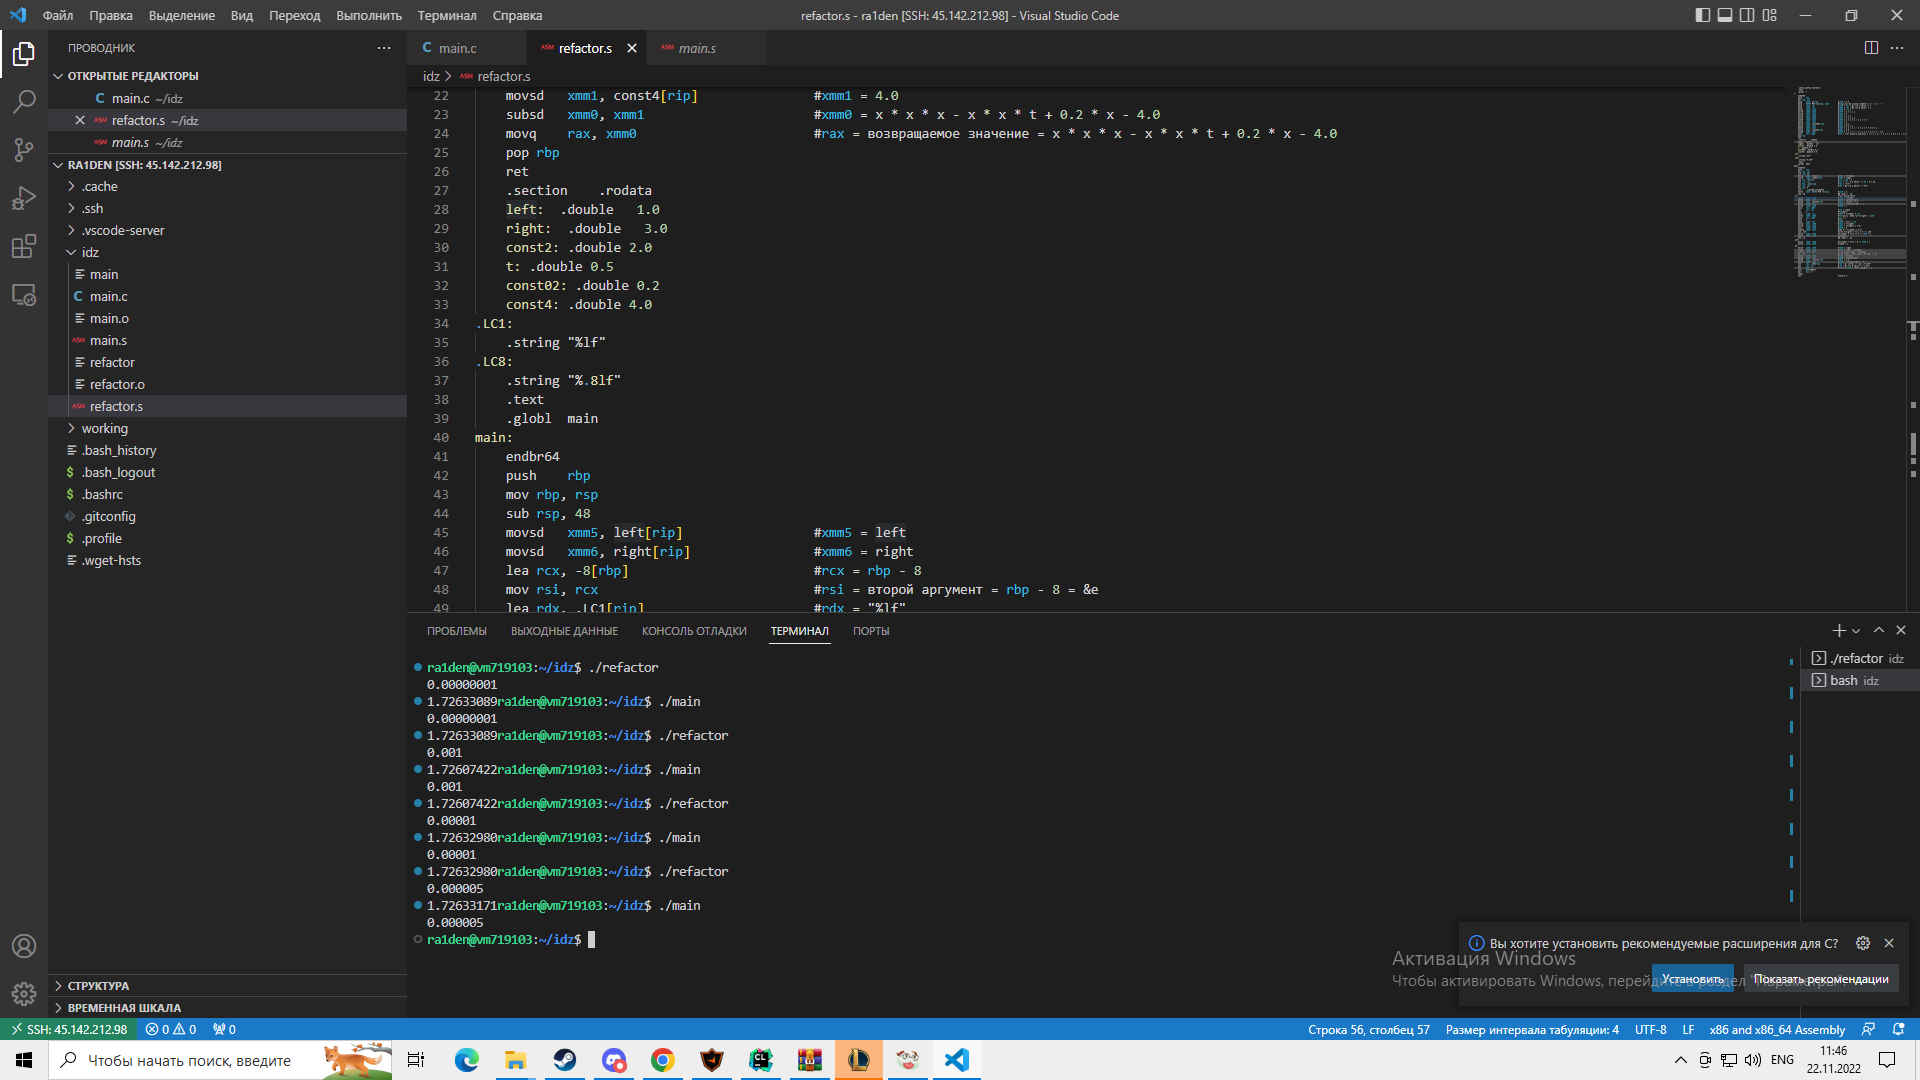 Файл Правка Выделение Вид Переход Выполнить Терминал Справка
refactor.s - ra1den [SSH: 45.142.212.98] - Visual Studio Code
ПРОВОДНИК
ОТКРЫТЫЕ РЕДАКТОРЫ
main.c ~/idz
refactor.s ~/idz
main.s ~/idz
RA1DEN [SSH: 45.142.212.98]
.cache
.ssh
.vscode-server
idz
main
main.c
main.o
main.s
refactor
refactor.o
refactor.s
working
.bash_history
.bash_logout
.bashrc
.gitconfig
.profile
.wget-hsts
СТРУКТУРА
ВРЕМЕННАЯ ШКАЛА
main.c refactor.s main.s
idz > refactor.s
22 movsd xmm1, const4[rip] #xmm1 = 4.0
23 subsd xmm0, xmm1 #xmm0 = x * x * x - x * x * t + 0.2 * x - 4.0
24 movq rax, xmm0 #rax = возвращаемое значение = x * x * x - x * x * t + 0.2 * x - 4.0
25 pop rbp
26 ret
27 .section .rodata
28 left: .double 1.0
29 right: .double 3.0
30 const2: .double 2.0
31 t: .double 0.5
32 const02: .double 0.2
33 const4: .double 4.0
34 .LC1:
35 .string "%lf"
36 .LC8:
37 .string "%.8lf"
38 .text
39 .globl main
40 main:
41 endbr64
42 push rbp
43 mov rbp, rsp
44 sub rsp, 48
45 movsd xmm5, left[rip] #xmm5 = left
46 movsd xmm6, right[rip] #xmm6 = right
47 lea rcx, -8[rbp] #rcx = rbp - 8
48 mov rsi, rcx #rsi = второй аргумент = rbp - 8 = &e
49 lea rdx, .LC1[rip] #rdx = "%lf"
ПРОБЛЕМЫ ВЫХОДНЫЕ ДАННЫЕ КОНСОЛЬ ОТЛАДКИ ТЕРМИНАЛ ПОРТЫ
ra1den@vm719103:~/idz$ ./refactor
0.00000001
1.72633089ra1den@vm719103:~/idz$ ./main
0.00000001
1.72633089ra1den@vm719103:~/idz$ ./refactor
0.001
1.72607422ra1den@vm719103:~/idz$ ./main
0.001
1.72607422ra1den@vm719103:~/idz$ ./refactor
0.00001
1.72632980ra1den@vm719103:~/idz$ ./main
0.00001
1.72632980ra1den@vm719103:~/idz$ ./refactor
0.000005
1.72633171ra1den@vm719103:~/idz$ ./main
0.000005
ra1den@vm719103:~/idz$
./refactor idz
bash idz
Вы хотите установить рекомендуемые расширения для C?
Установить Показать рекомендации
Активация Windows
Чтобы активировать Windows, перейдите в раздел "Параметры".
SSH: 45.142.212.98 0 0 0
Строка 56, столбец 57 Размер интервала табуляции: 4 UTF-8 LF x86 and x86_64 Assembly
Чтобы начать поиск, введите
ENG
11:46
22.11.2022